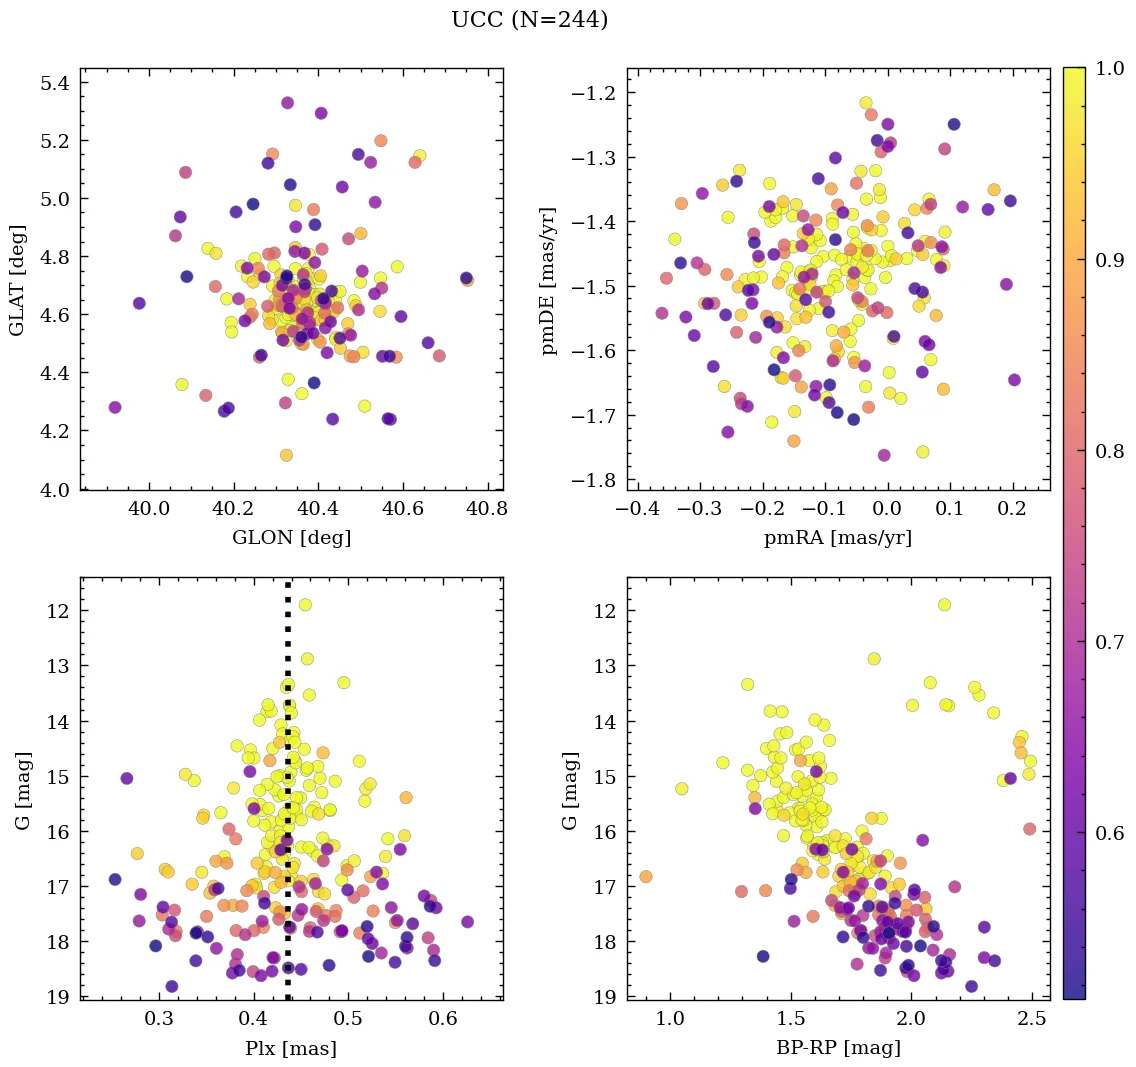 UCC (N=244)
5.4
5.2
5.0
4.8
4.6
4.4
4.2
4.0
GLAT [deg]
40.0 40.2 40.4 40.6 40.8
GLON [deg]
−1.2
−1.3
−1.4
−1.5
−1.6
−1.7
−1.8
pmDE [mas/yr]
−0.4 −0.3 −0.2 −0.1 0.0 0.1 0.2
pmRA [mas/yr]
1.0
0.9
0.8
0.7
0.6
12
13
14
15
16
17
18
19
G [mag]
0.3 0.4 0.5 0.6
Plx [mas]
12
13
14
15
16
17
18
19
G [mag]
1.0 1.5 2.0 2.5
BP-RP [mag]